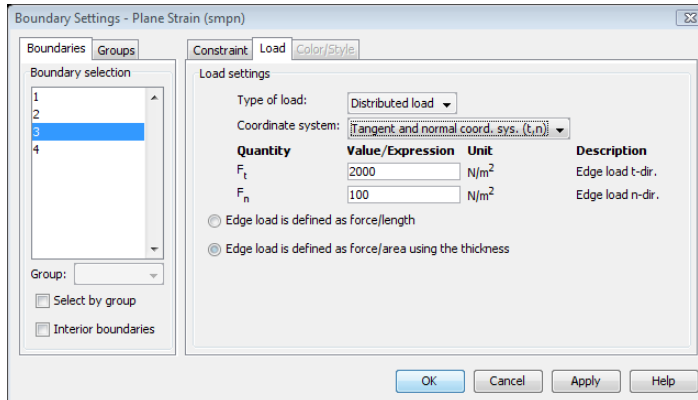 Boundary Settings - Plane Strain (smpn)
Boundaries Groups
Boundary selection
1
2
3
4
Group:
Select by group
Interior boundaries
Constraint Load Color/Style
Load settings
Type of load: Distributed load
Coordinate system: Tangent and normal coord. sys. (t,n)
Quantity Value/Expression Unit Description
Ft 2000 N/m² Edge load t-dir.
Fn 100 N/m² Edge load n-dir.
Edge load is defined as force/length
Edge load is defined as force/area using the thickness
OK Cancel Apply Help